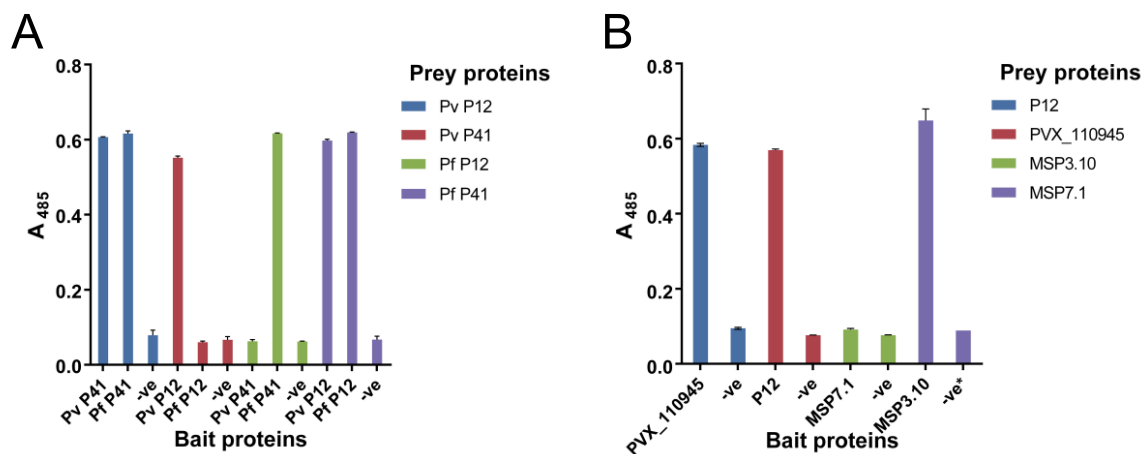 A
0.8
0.6
0.4
0.2
0.0
A 485
Pv P41
Pf P41
-ve
Pv P12
Pf P12
-ve
Pv P41
Pf P41
-ve
Pv P12
Pf P12
-ve
Bait proteins
Prey proteins
Pv P12
Pv P41
Pf P12
Pf P41
B
0.8
0.6
0.4
0.2
0.0
A 485
PVX_110945
-ve
P12
-ve
MSP7.1
-ve
MSP3.10
-ve*
Bait proteins
Prey proteins
P12
PVX_110945
MSP3.10
MSP7.1